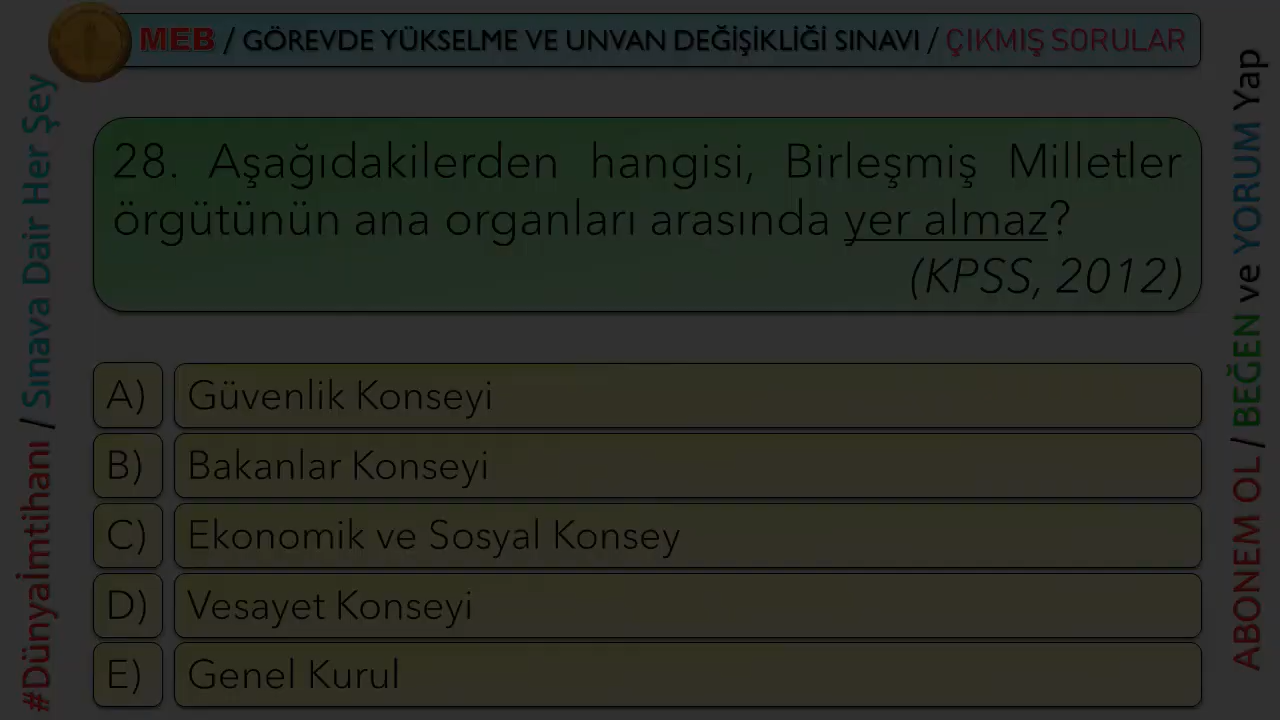 MEB / GÖREVDE YÜKSELME VE UNVAN DEĞİŞİKLİĞİ SINAVI / ÇIKMIŞ SORULAR
#Dünyaimtihanı / Sınava Dair Her Şey
28. Aşağıdakilerden hangisi, Birleşmiş Milletler
örgütünün ana organları arasında yer almaz?
(KPSS, 2012)
A) Güvenlik Konseyi
B) Bakanlar Konseyi
C) Ekonomik ve Sosyal Konsey
D) Vesayet Konseyi
E) Genel Kurul
ABONEM OL / BEĞEN ve YORUM Yap